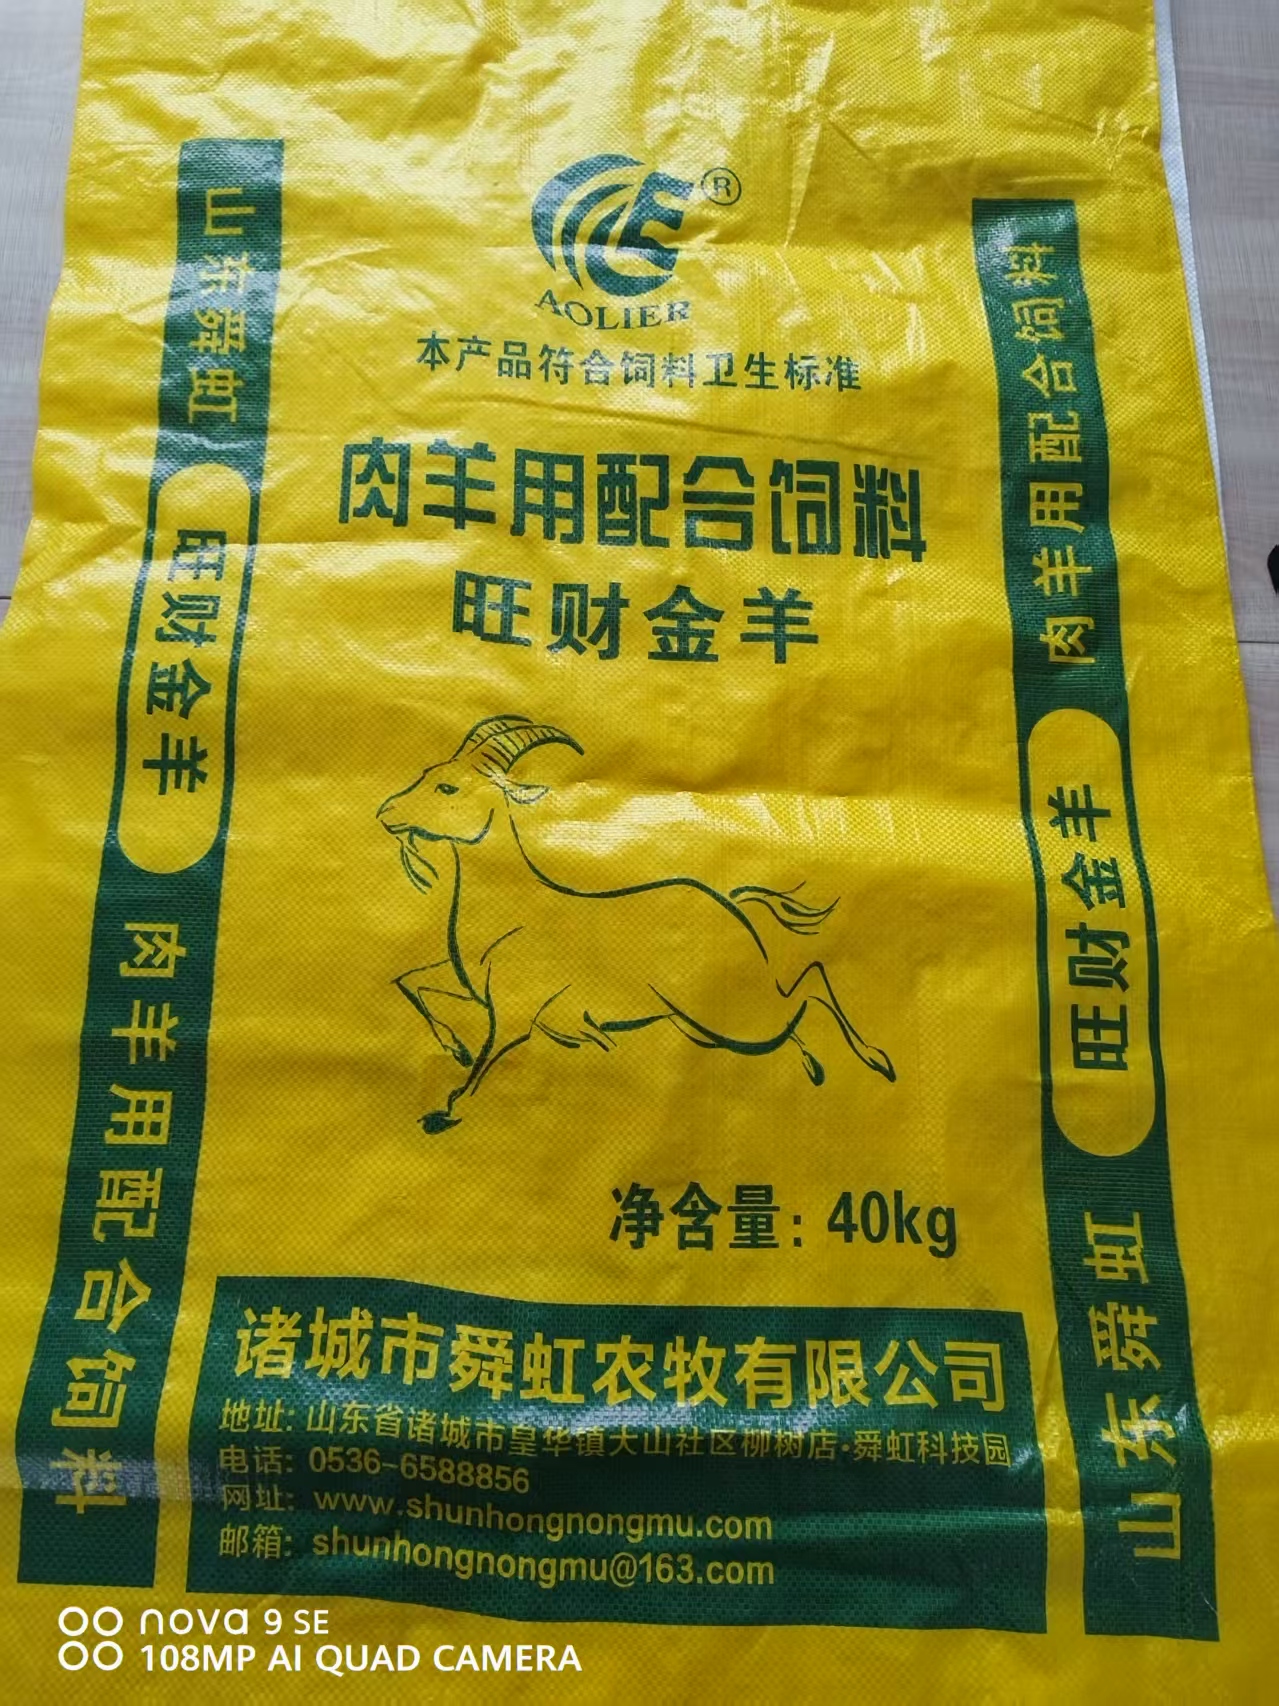 R
AOLIER
本产品符合饲料卫生标准
肉羊用配合饲料
旺财金羊
净含量：40kg
诸城市舜虹农牧有限公司
地址：山东省诸城市皇华镇大山社区柳树店·舜虹科技园
电话：0536-6588856
网址：www.shunhongnongmu.com
邮箱：shunhongnongmu@163.com
山东舜虹
旺财金羊
肉羊用配合饲料
山东舜虹
旺财金羊
肉羊用配合饲料
nova 9 SE
108MP AI QUAD CAMERA